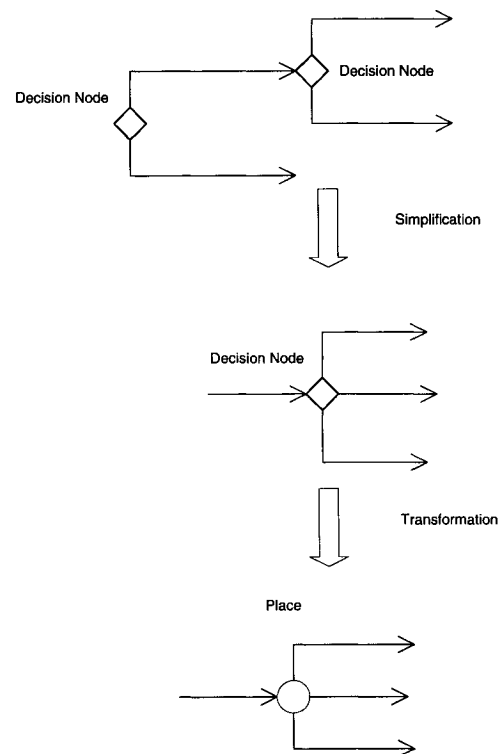 Decision Node
Decision Node
Simplification
Decision Node
Transformation
Place